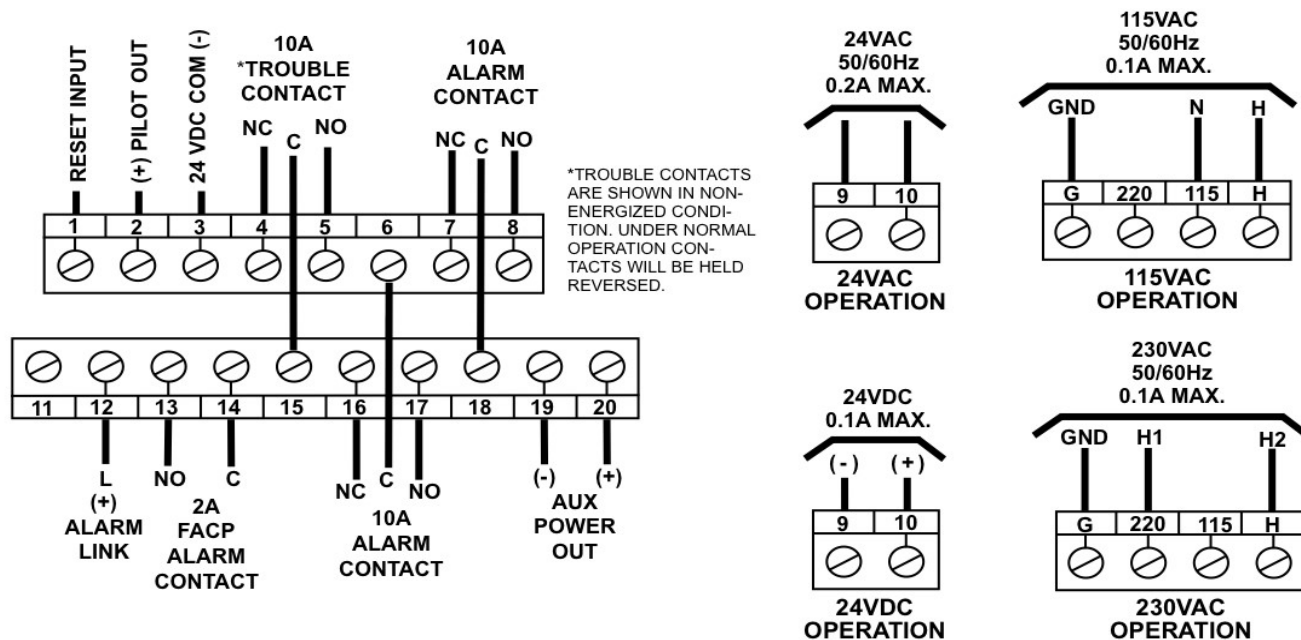 RESET INPUT
(+) PILOT OUT
24 VDC COM (-)
10A
*TROUBLE
CONTACT
NC
C
NO
10A
ALARM
CONTACT
NC
C
NO
1
2
3
4
5
6
7
8
*TROUBLE CONTACTS
ARE SHOWN IN NON-
ENERGIZED CONDI-
TION. UNDER NORMAL
OPERATION CON-
TACTS WILL BE HELD
REVERSED.
11
12
13
14
15
16
17
18
19
20
L
(+)
ALARM
LINK
NO
C
2A
FACP
ALARM
CONTACT
NC
C
NO
10A
ALARM
CONTACT
(-)
(+)
AUX
POWER
OUT
24VAC
50/60Hz
0.2A MAX.
9
10
24VAC
OPERATION
115VAC
50/60Hz
0.1A MAX.
GND
N
H
G
220
115
H
115VAC
OPERATION
24VDC
0.1A MAX.
(-)
(+)
9
10
24VDC
OPERATION
230VAC
50/60Hz
0.1A MAX.
GND
H1
H2
G
220
115
H
230VAC
OPERATION